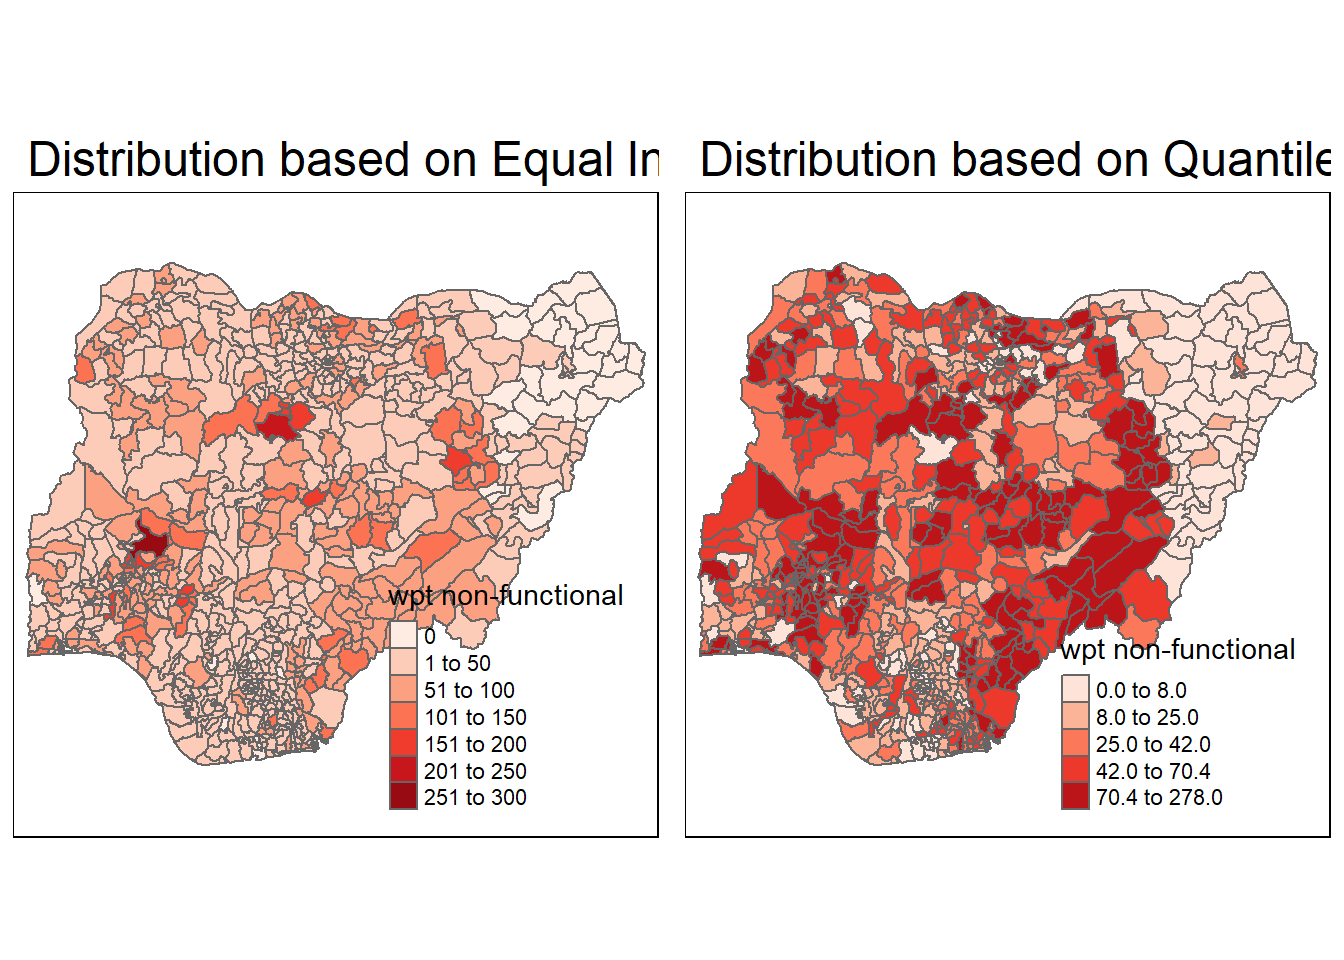 Distribution based on Equal In
Distribution based on Quantile
wpt non-functional
0
1 to 50
51 to 100
101 to 150
151 to 200
201 to 250
251 to 300
wpt non-functional
0.0 to 8.0
8.0 to 25.0
25.0 to 42.0
42.0 to 70.4
70.4 to 278.0